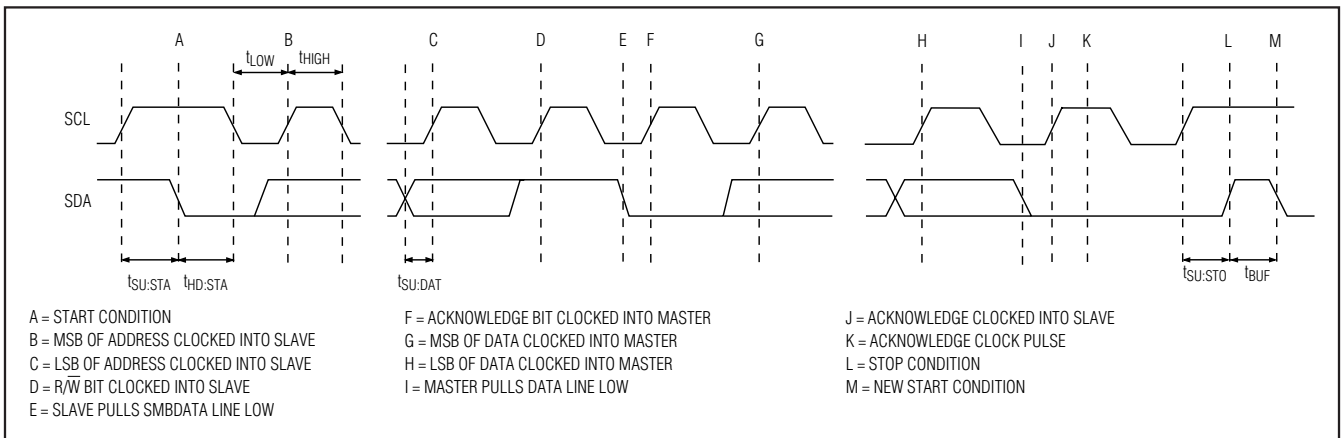 A B C D E F G H I J K L M
tLOW tHIGH
SCL
SDA
tSU:STA tHD:STA tSU:DAT tSU:STO tBUF
A = START CONDITION
B = MSB OF ADDRESS CLOCKED INTO SLAVE
C = LSB OF ADDRESS CLOCKED INTO SLAVE
D = R/W̅ BIT CLOCKED INTO SLAVE
E = SLAVE PULLS SMBDATA LINE LOW
F = ACKNOWLEDGE BIT CLOCKED INTO MASTER
G = MSB OF DATA CLOCKED INTO MASTER
H = LSB OF DATA CLOCKED INTO MASTER
I = MASTER PULLS DATA LINE LOW
J = ACKNOWLEDGE CLOCKED INTO SLAVE
K = ACKNOWLEDGE CLOCK PULSE
L = STOP CONDITION
M = NEW START CONDITION